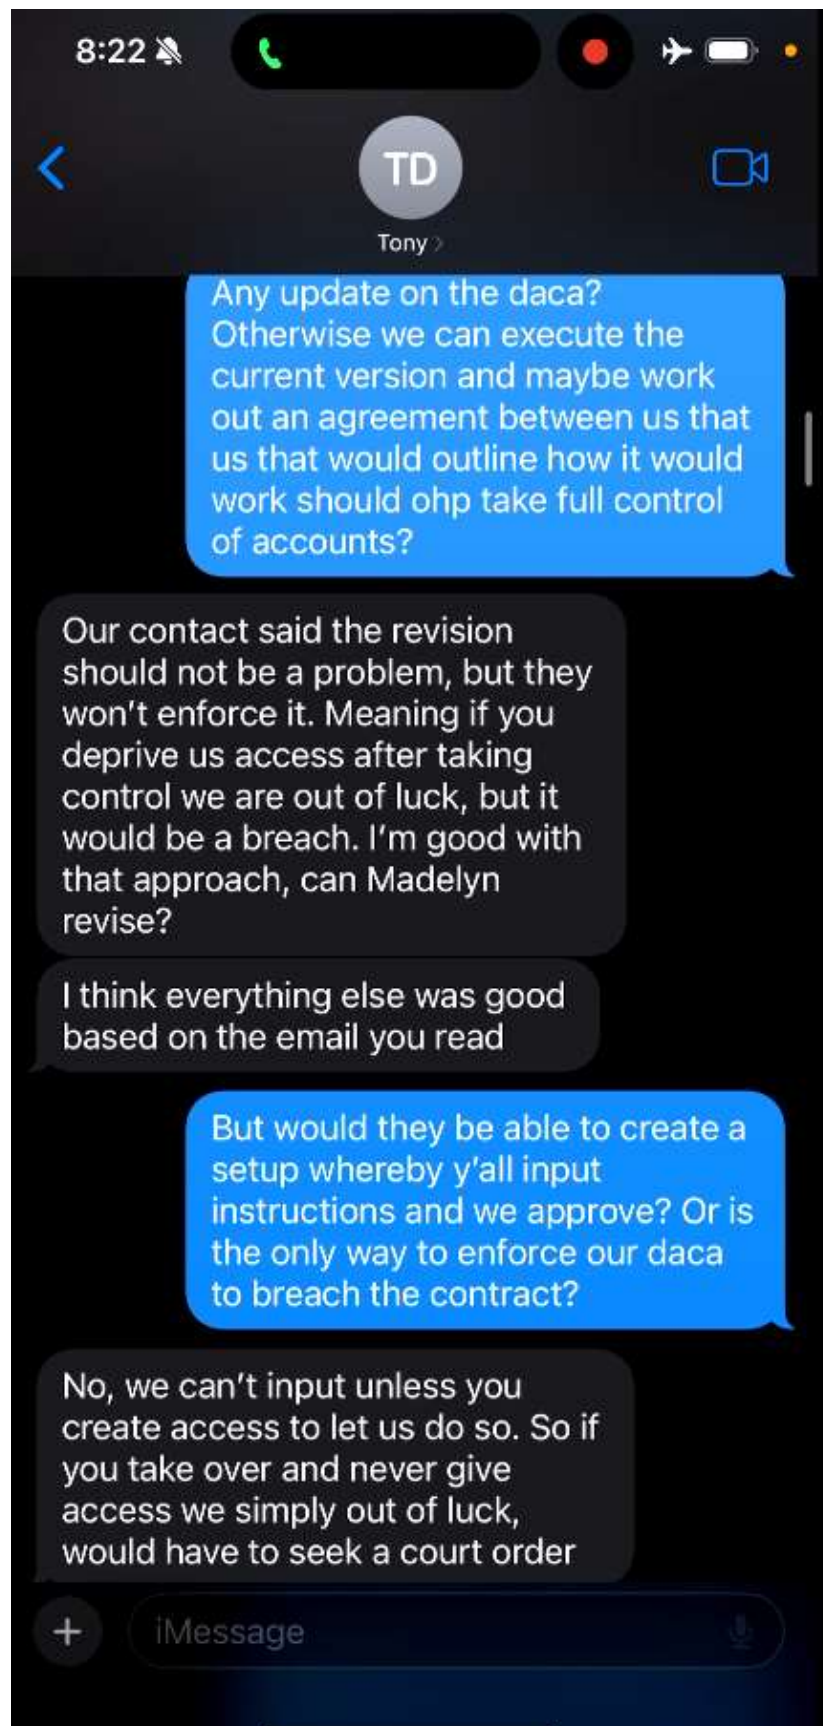 8:22
TD
Tony
Any update on the daca?
Otherwise we can execute the
current version and maybe work
out an agreement between us that
us that would outline how it would
work should ohp take full control
of accounts?
Our contact said the revision
should not be a problem, but they
won't enforce it. Meaning if you
deprive us access after taking
control we are out of luck, but it
would be a breach. I'm good with
that approach, can Madelyn
revise?
I think everything else was good
based on the email you read
But would they be able to create a
setup whereby y'all input
instructions and we approve? Or is
the only way to enforce our daca
to breach the contract?
No, we can't input unless you
create access to let us do so. So if
you take over and never give
access we simply out of luck,
would have to seek a court order
iMessage